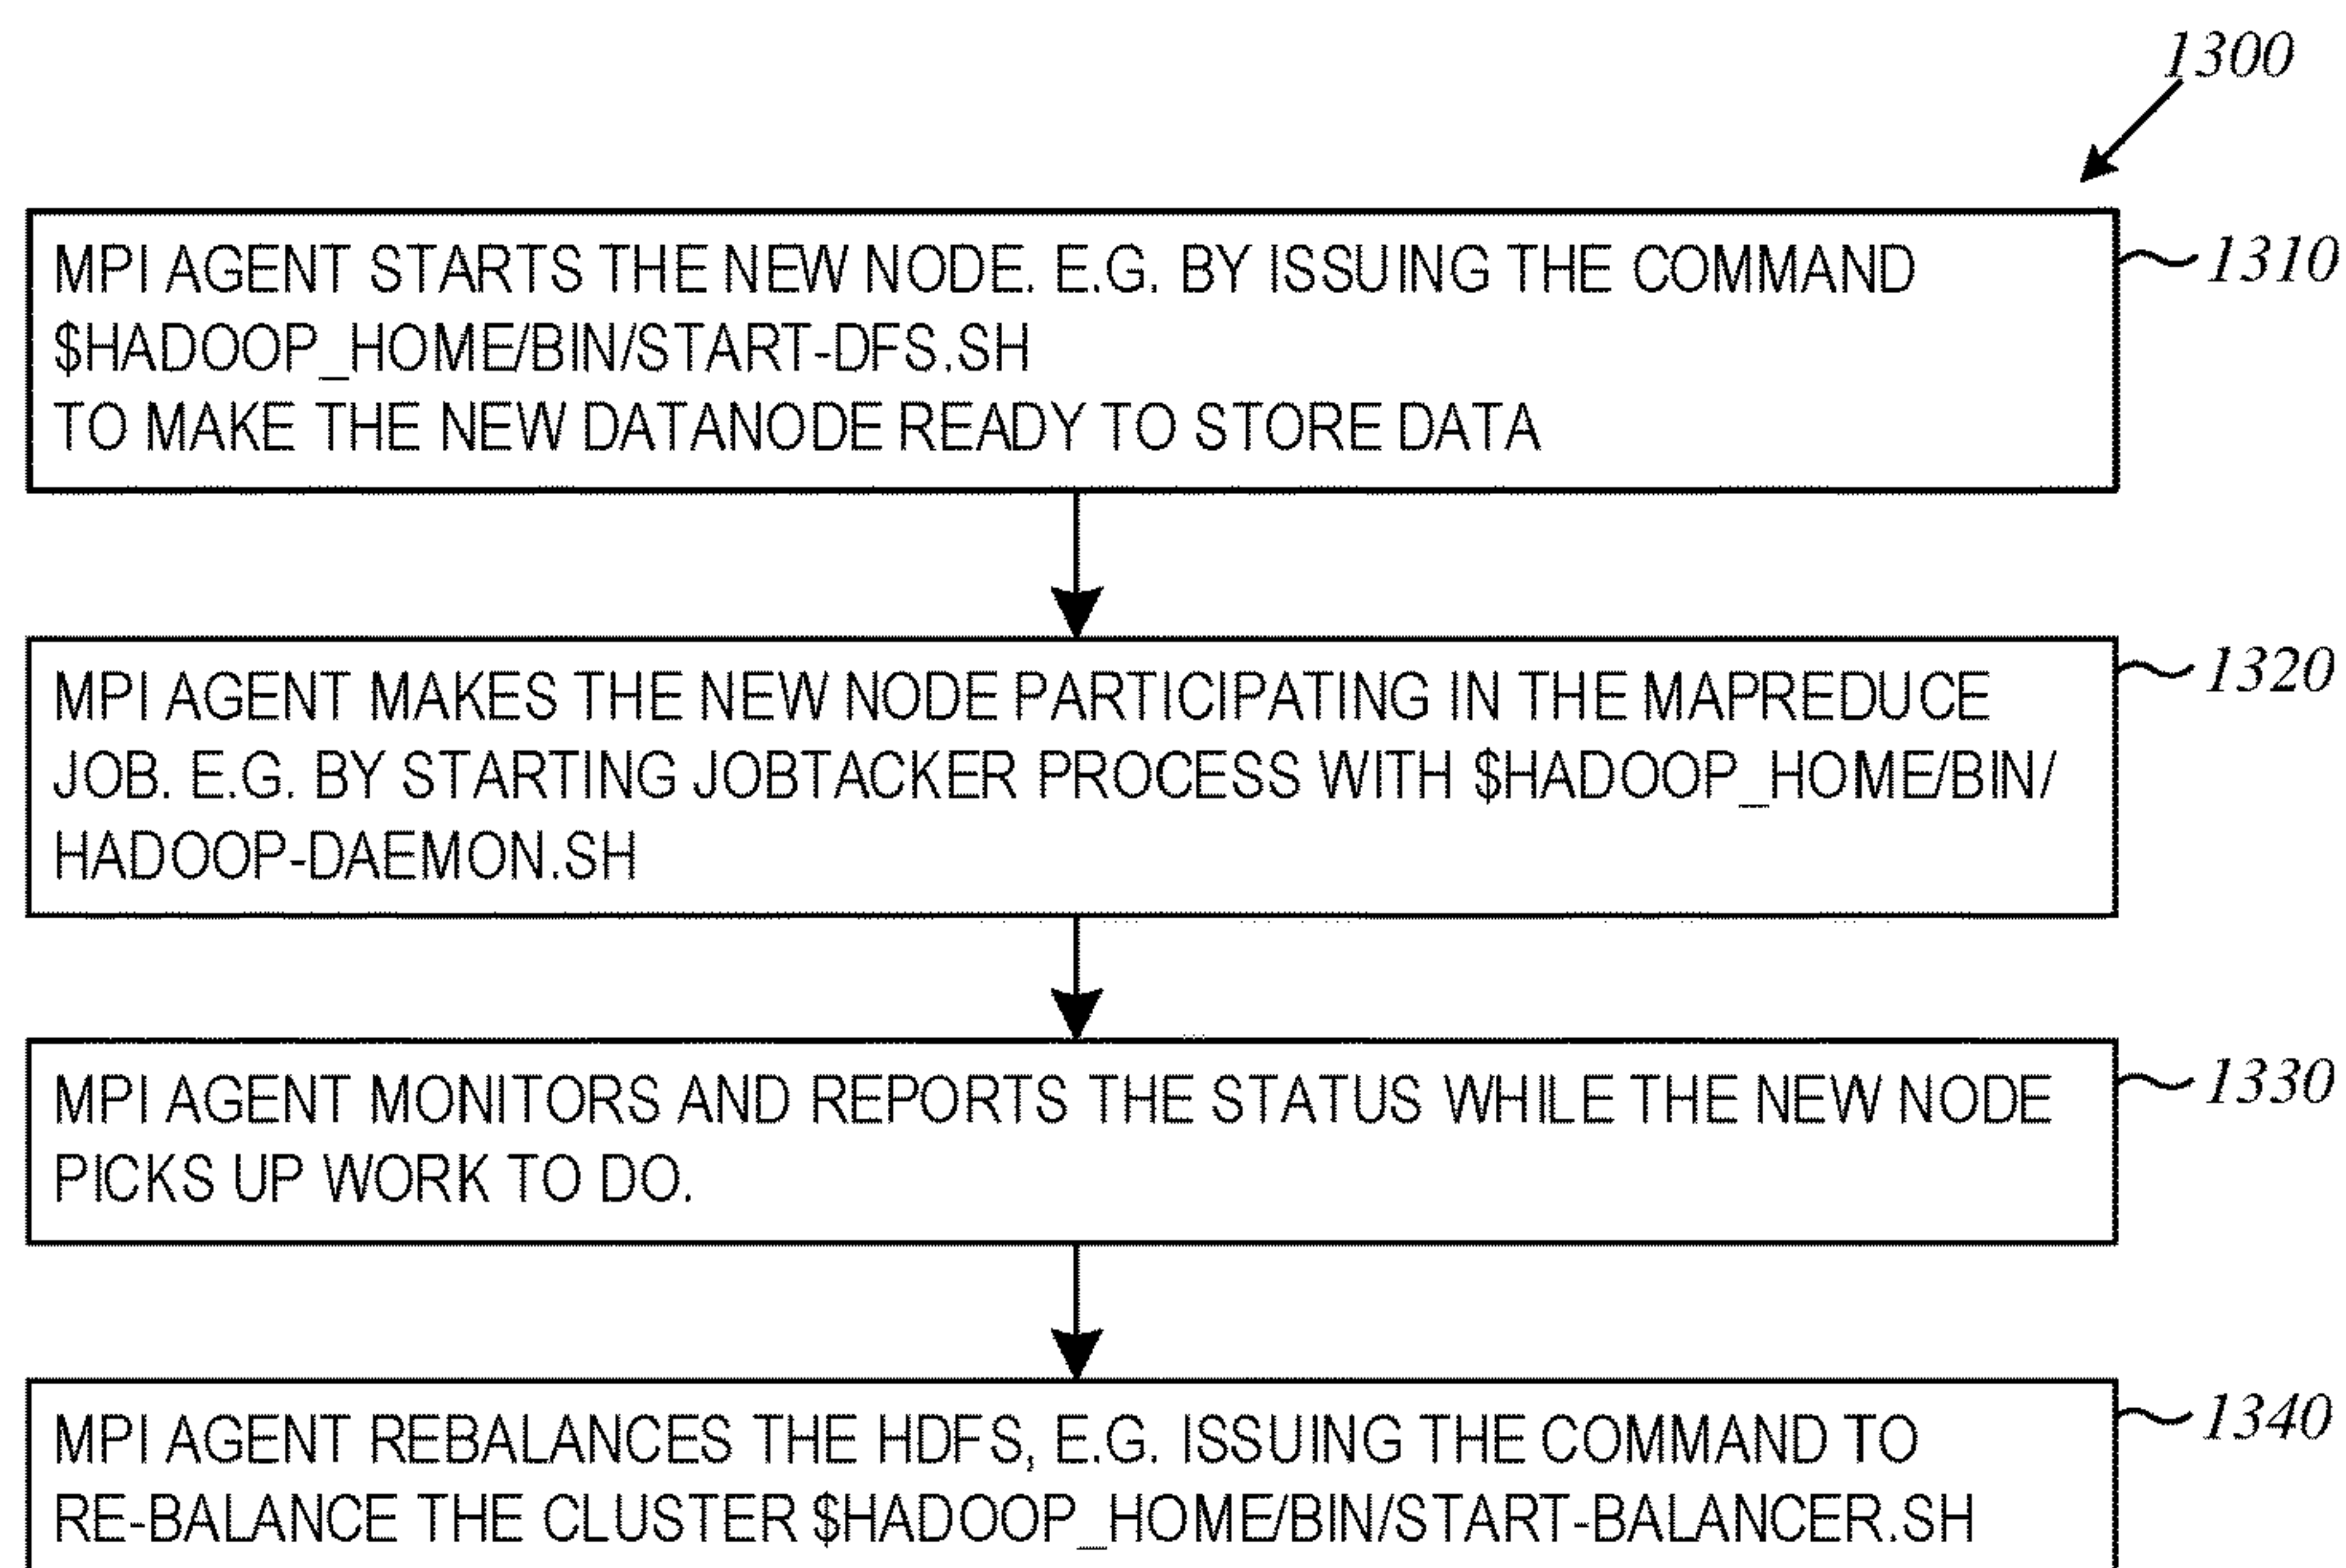 1300
MPI AGENT STARTS THE NEW NODE. E.G. BY ISSUING THE COMMAND
$HADOOP_HOME/BIN/START-DFS.SH
TO MAKE THE NEW DATANODE READY TO STORE DATA
1310
MPI AGENT MAKES THE NEW NODE PARTICIPATING IN THE MAPREDUCE
JOB. E.G. BY STARTING JOBTACKER PROCESS WITH $HADOOP_HOME/BIN/
HADOOP-DAEMON.SH
1320
MPI AGENT MONITORS AND REPORTS THE STATUS WHILE THE NEW NODE
PICKS UP WORK TO DO.
1330
MPI AGENT REBALANCES THE HDFS, E.G. ISSUING THE COMMAND TO
RE-BALANCE THE CLUSTER $HADOOP_HOME/BIN/START-BALANCER.SH
1340